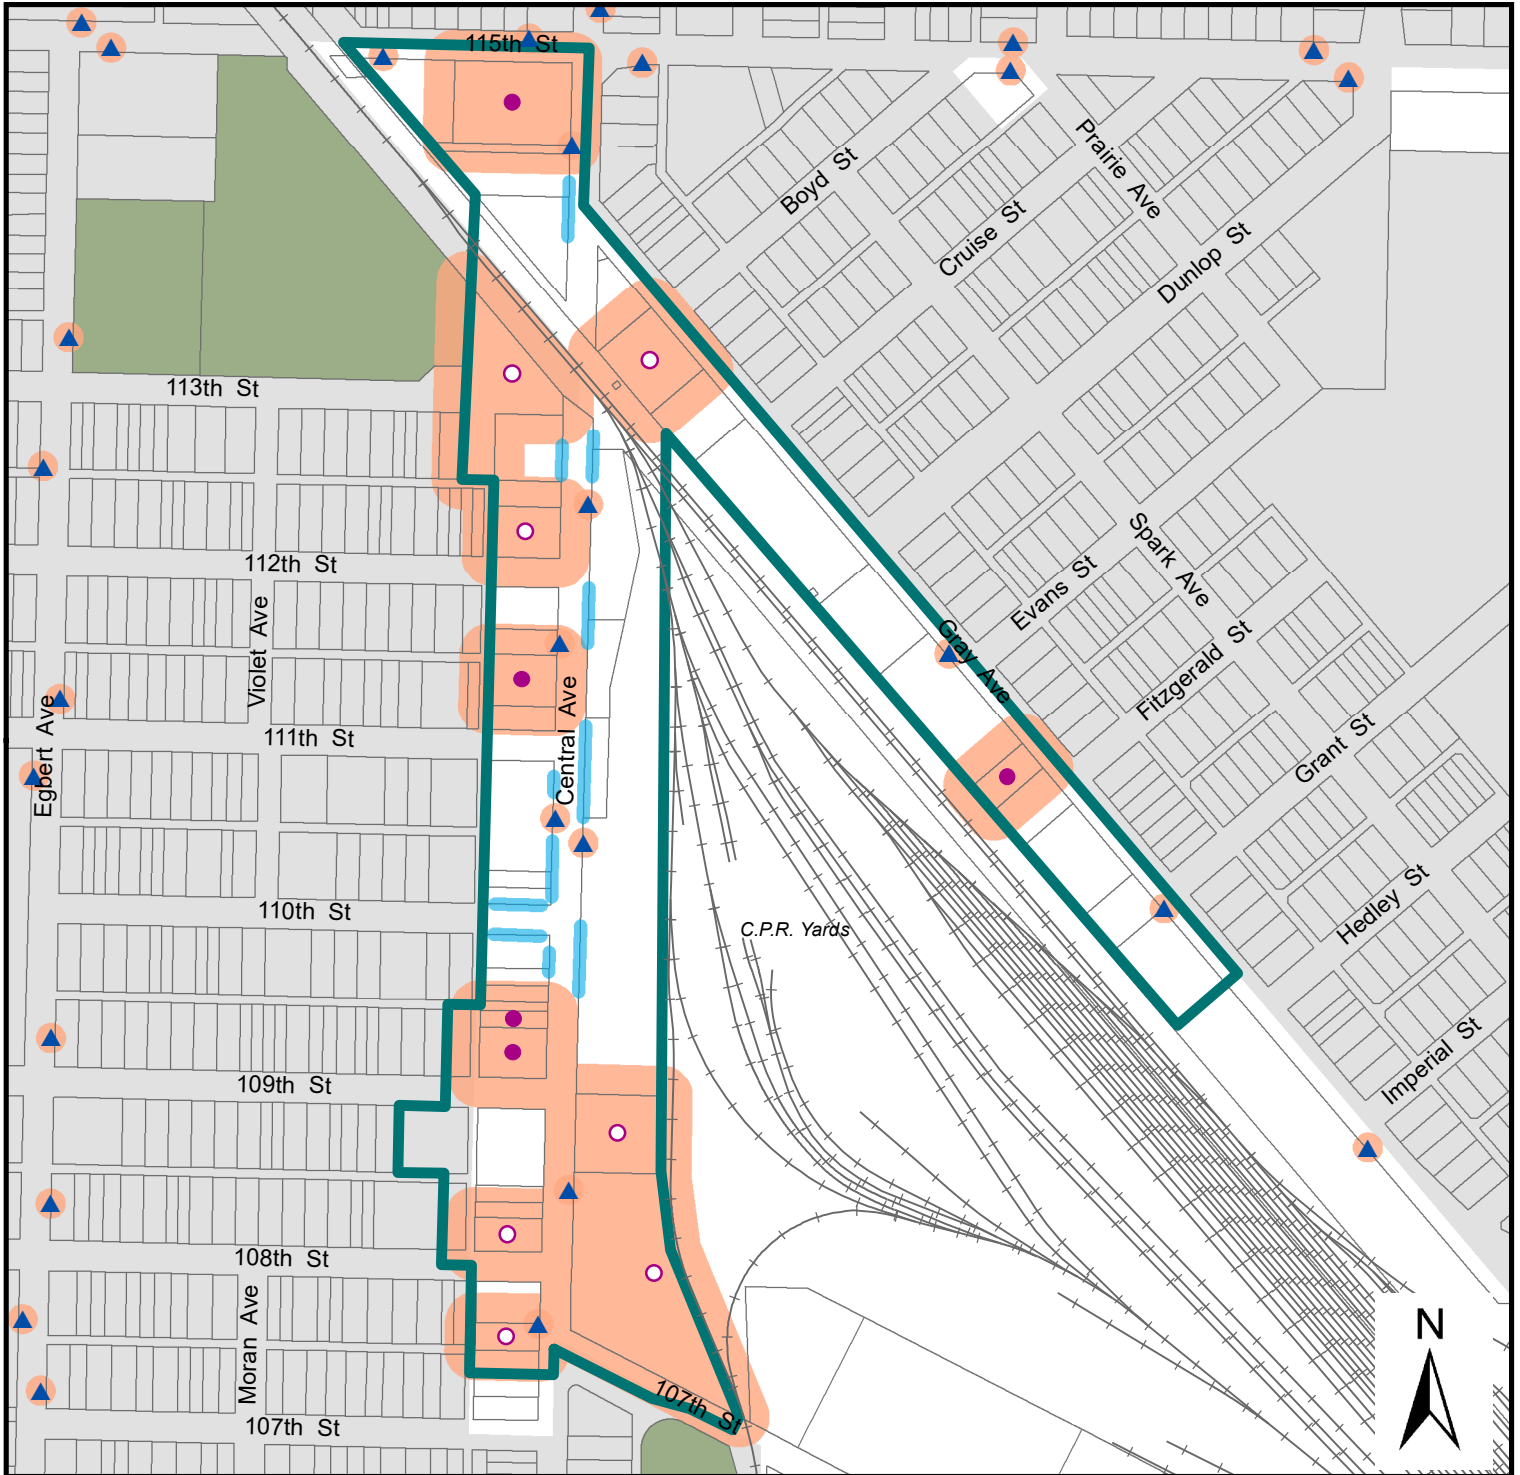 115th St
Boyd St
Prairie Ave
Cruise St
Dunlop St
113th St
112th St
Violet Ave
Spark Ave
Evans St
Gray Ave
Fitzgerald St
Egbert Ave
111th St
Central Ave
Grant St
110th St
C.P.R. Yards
Hedley St
109th St
Imperial St
108th St
Moran Ave
107th St
107th St
N